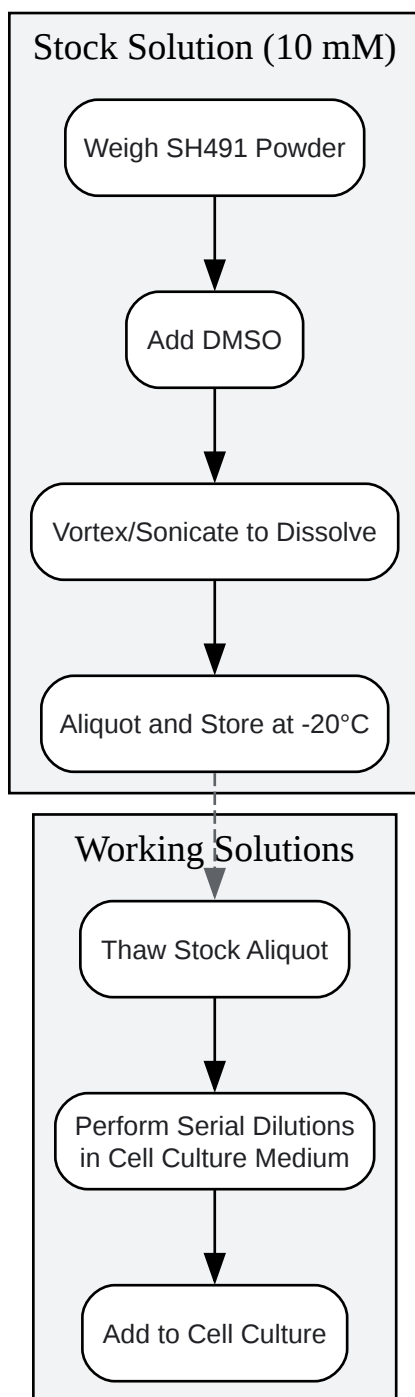 Stock Solution (10 mM)
Weigh SH491 Powder
Add DMSO
Vortex/Sonicate to Dissolve
Aliquot and Store at -20°C
Working Solutions
Thaw Stock Aliquot
Perform Serial Dilutions
in Cell Culture Medium
Add to Cell Culture